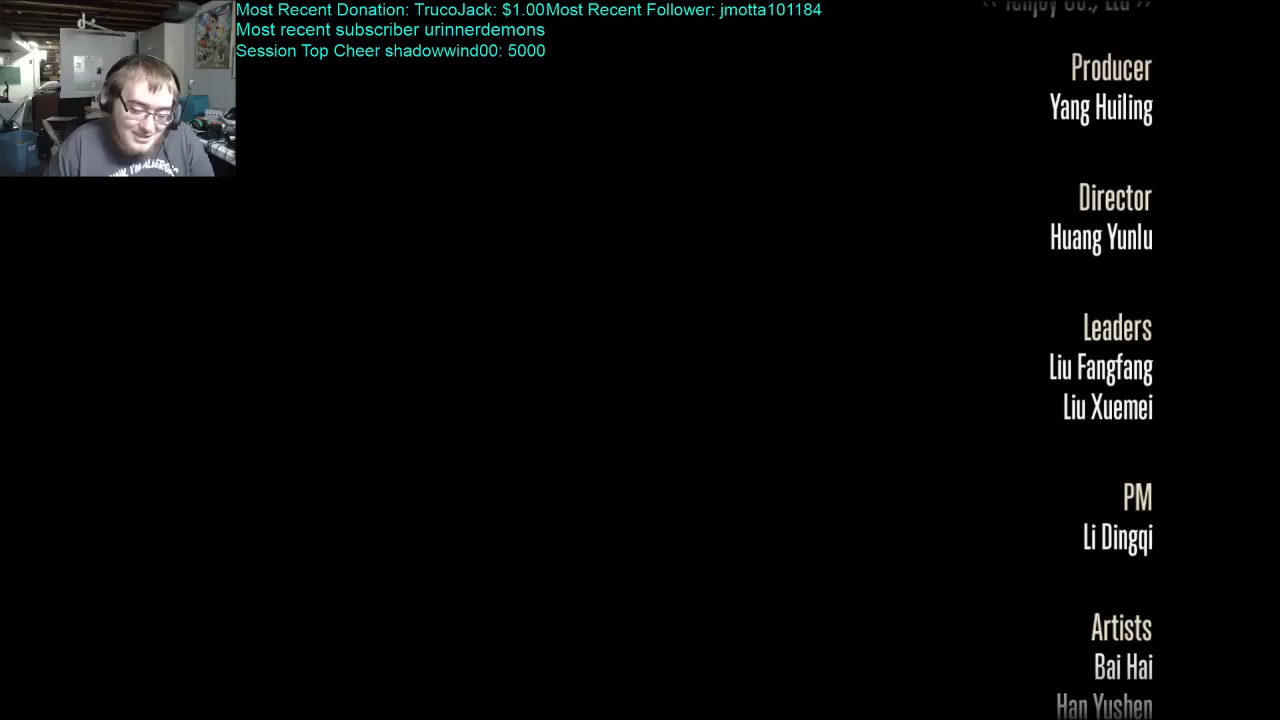 Most Recent Donation: TrucoJack: $1.00Most Recent Follower: jmotta101184
Most recent subscriber urinnerdemons
Session Top Cheer shadowwind00: 5000
I'M ALLERGIC
Producer
Yang Huiling
Director
Huang Yunlu
Leaders
Liu Fangfang
Liu Xuemei
PM
Li Dingqi
Artists
Bai Hai
Han Yushen